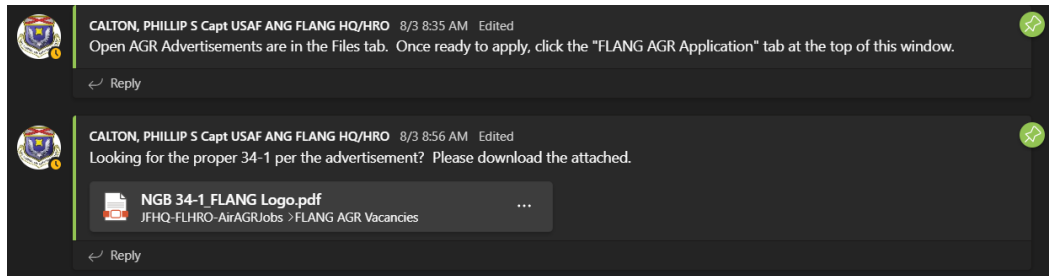 CALTON, PHILLIP S Capt USAF ANG FLANG HQ/HRO 8/3 8:35 AM Edited
Open AGR Advertisements are in the Files tab. Once ready to apply, click the "FLANG AGR Application" tab at the top of this window.
Reply
CALTON, PHILLIP S Capt USAF ANG FLANG HQ/HRO 8/3 8:56 AM Edited
Looking for the proper 34-1 per the advertisement? Please download the attached.
NGB 34-1_FLANG Logo.pdf
...
JFHQ-FLHRO-AirAGRJobs >FLANG AGR Vacancies
Reply